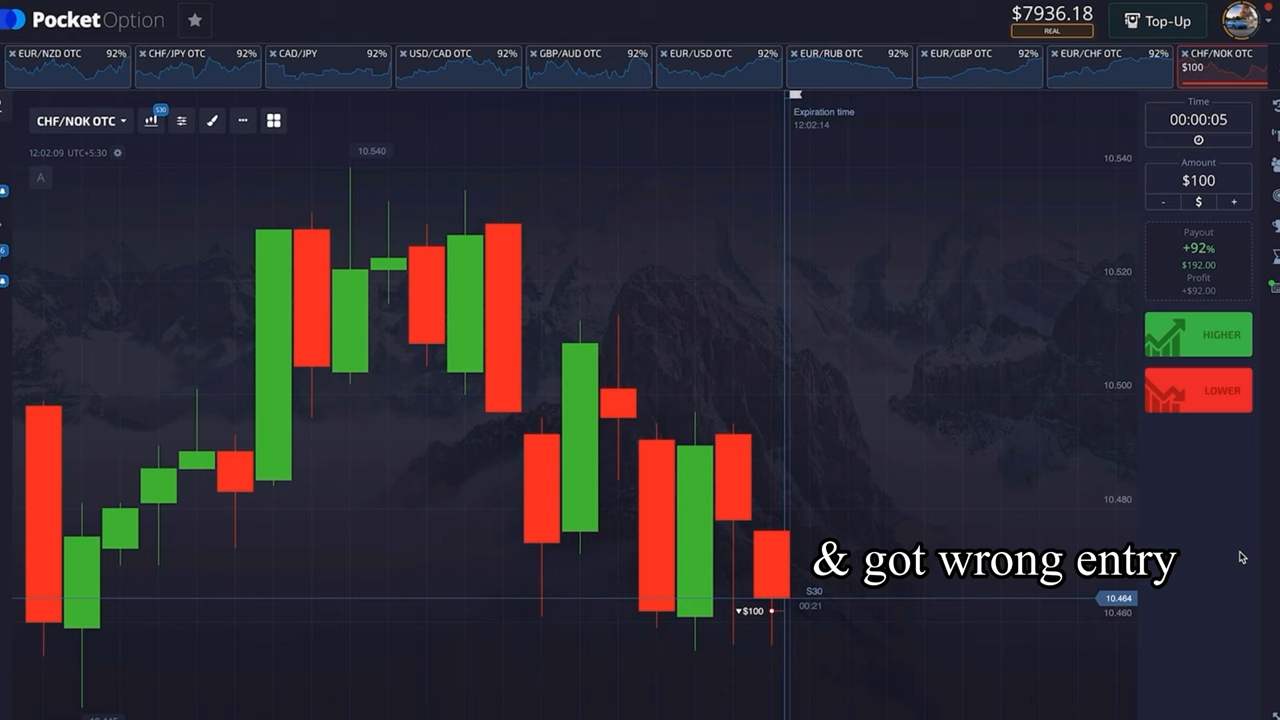 PocketOption
$7936.18
REAL
Top-Up
EUR/NZD OTC 92%
CHF/JPY OTC 92%
CAD/JPY 92%
USD/CAD OTC 92%
GBP/AUD OTC 92%
EUR/USD OTC 92%
EUR/RUB OTC 92%
EUR/GBP OTC 92%
EUR/CHF OTC 92%
CHF/NOK OTC
$100
CHF/NOK OTC
S30
12:02:09 UTC+5:30
A
10.540
Expiration time
12:02:14
10.540
10.520
10.500
10.480
& got wrong entry
S30
00:21
10.464
10.460
$100
Time
00:00:05
Amount
$100
- $ +
Payout
+92%
$192.00
Profit
+$92.00
HIGHER
LOWER
6